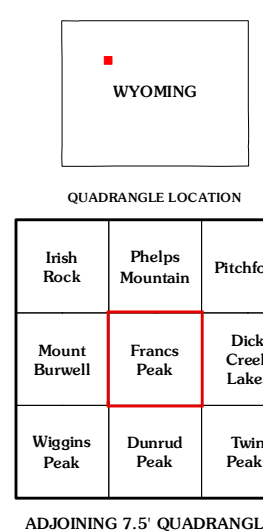 WYOMING
QUADRANGLE LOCATION
Irish Rock
Phelps Mountain
Pitchfo
Mount Burwell
Francs Peak
Dick Creek Lake
Wiggins Peak
Dunrud Peak
Twin Peak
ADJOINING 7.5' QUADRANGL